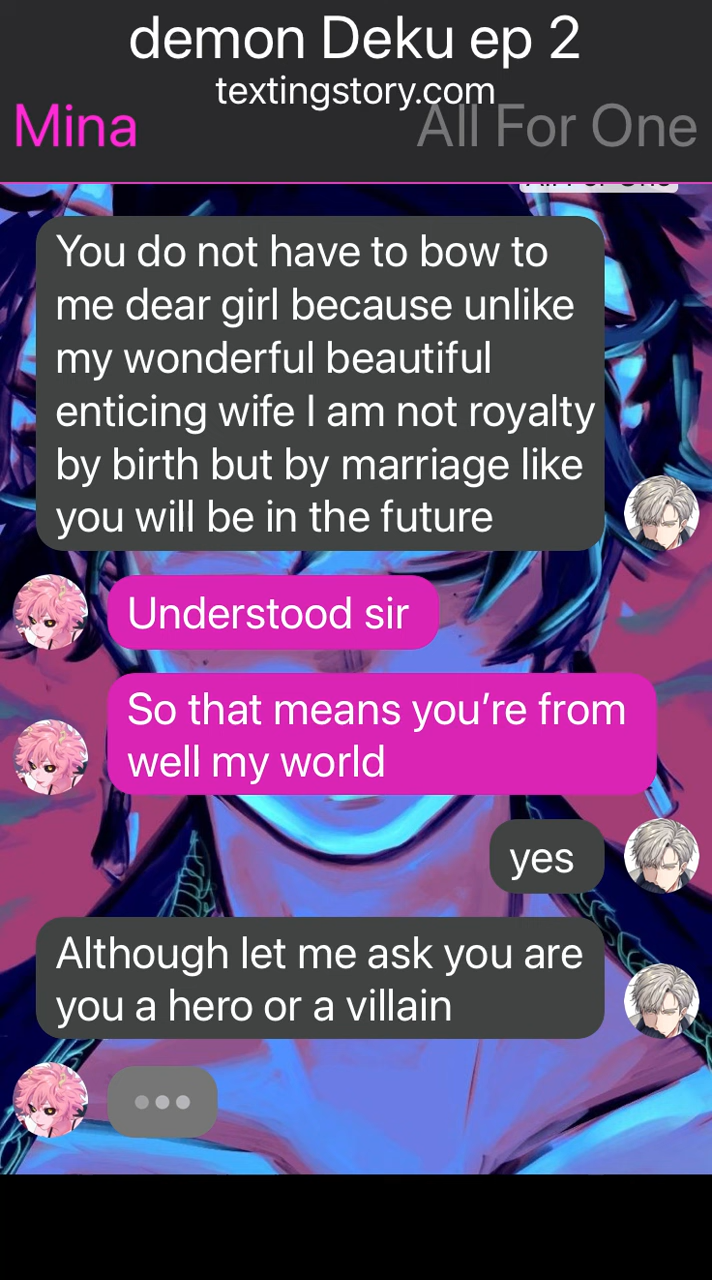 demon Deku ep 2
textingstory.com
Mina
All For One
All For One
You do not have to bow to
me dear girl because unlike
my wonderful beautiful
enticing wife I am not royalty
by birth but by marriage like
you will be in the future
Understood sir
So that means you’re from
well my world
yes
Although let me ask you are
you a hero or a villain